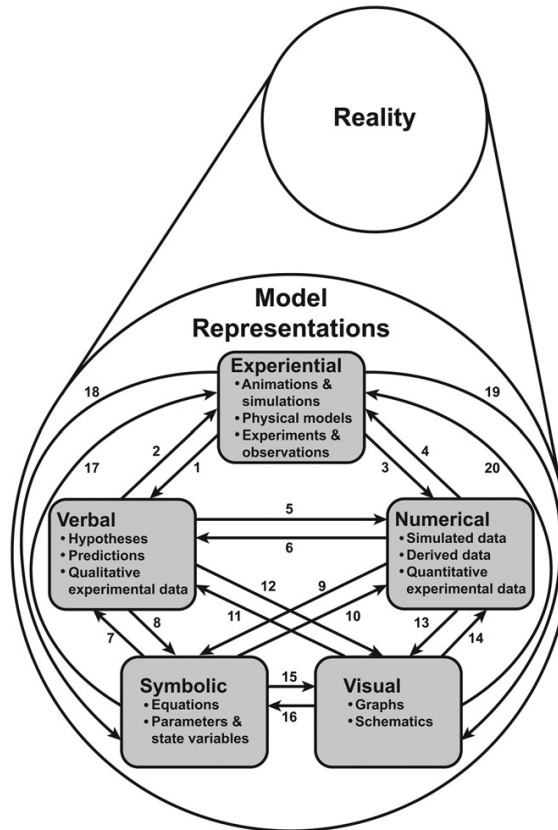 Reality
Model
Representations
Experiential
• Animations &
simulations
• Physical models
• Experiments &
observations
18
19
17
2
1
3
4
20
Verbal
• Hypotheses
• Predictions
• Qualitative
experimental data
5
6
Numerical
• Simulated data
• Derived data
• Quantitative
experimental data
7
8
11
12
9
10
13
14
Symbolic
• Equations
• Parameters &
state variables
15
16
Visual
• Graphs
• Schematics